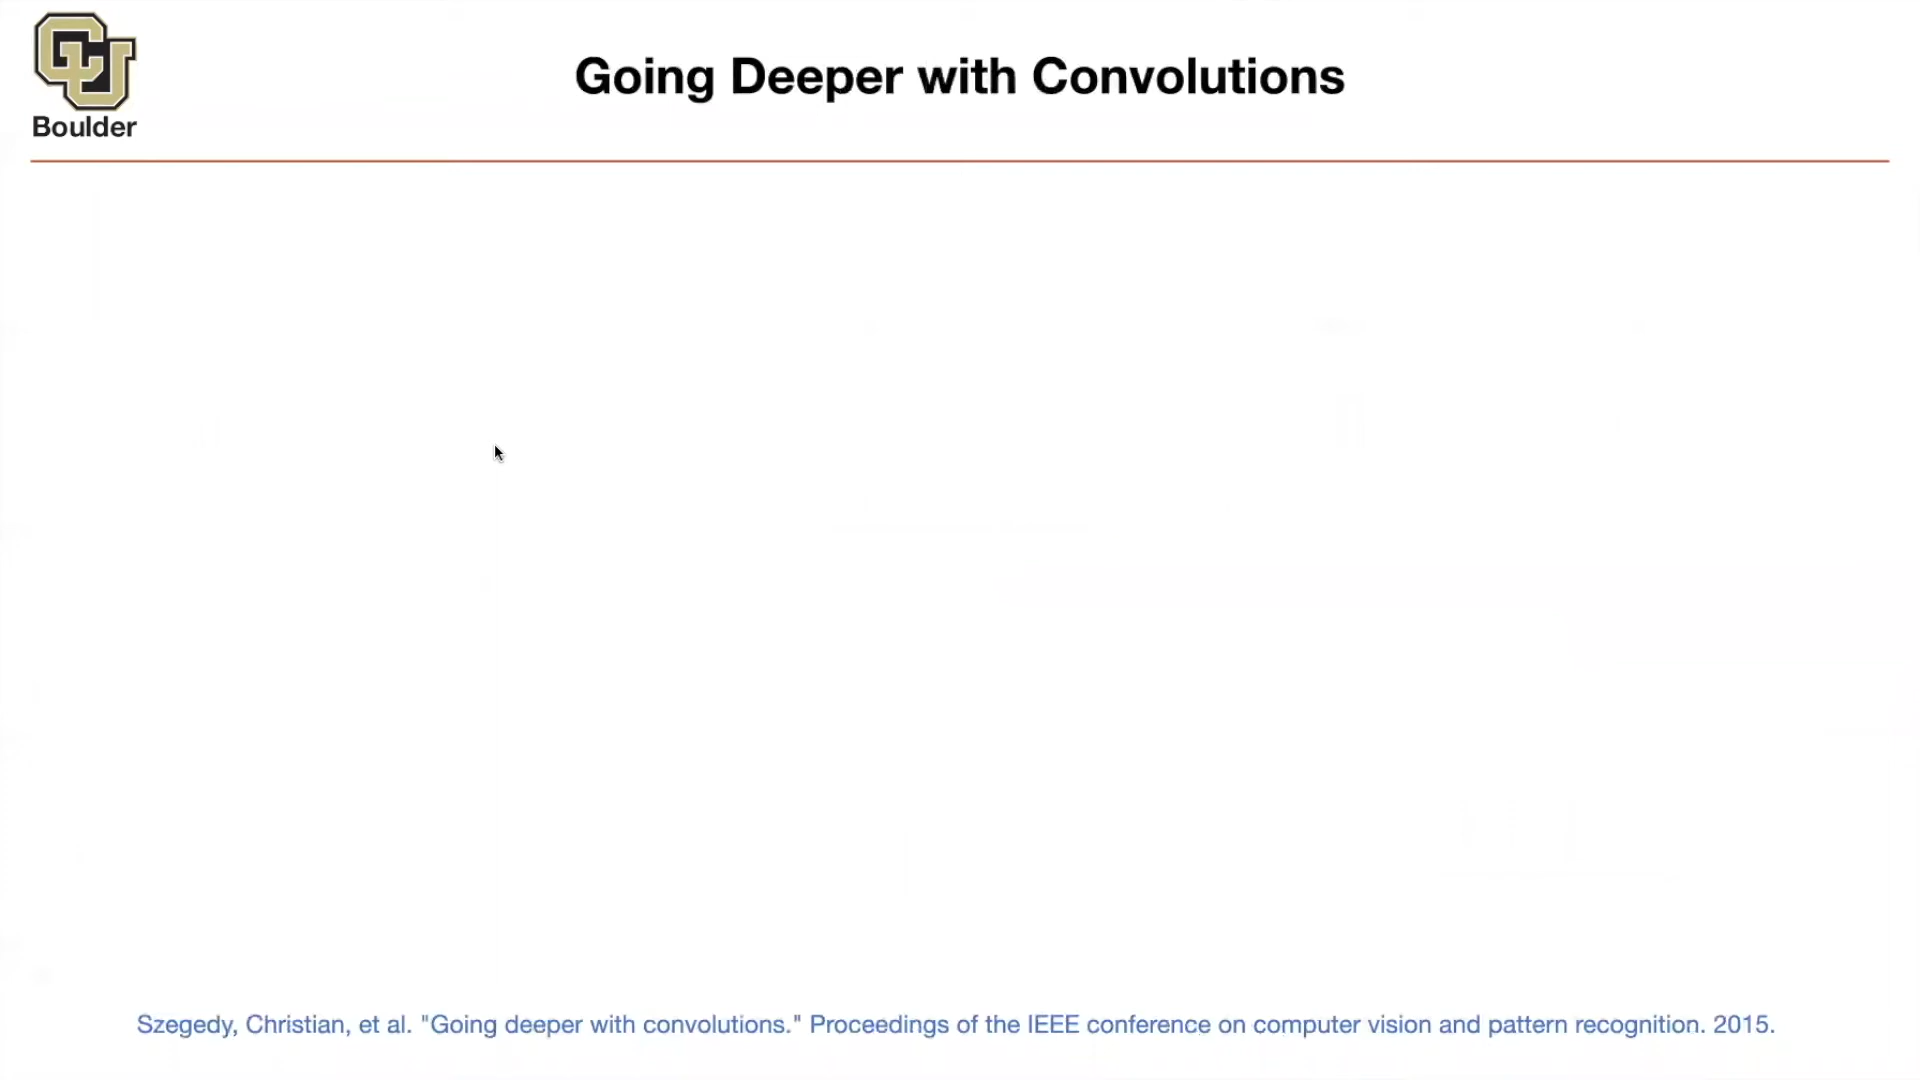 Going Deeper with Convolutions
CU
Boulder
Szegedy, Christian, et al. "Going deeper with convolutions." Proceedings of the IEEE conference on computer vision and pattern recognition. 2015.